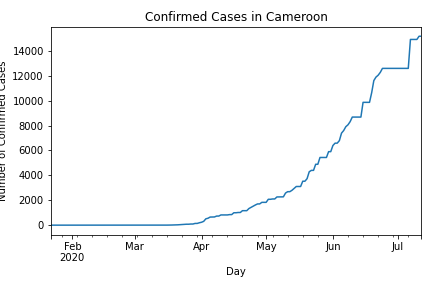 Confirmed Cases in Cameroon
Number of Confirmed Cases
14000
12000
10000
8000
6000
4000
2000
0
Feb
2020
Mar
Apr
May
Jun
Jul
Day